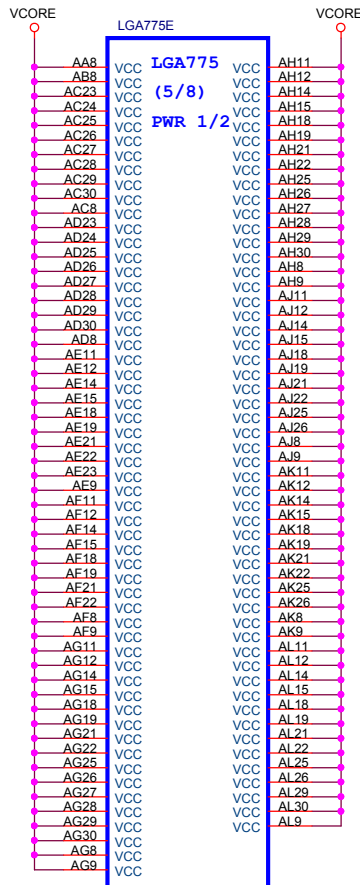 VCORE LGA775E VCORE
AA8 VCC LGA775 VCC AH11
AB8 VCC VCC AH12
AC23 VCC (5/8) VCC AH14
AC24 VCC VCC AH15
AC25 VCC PWR 1/2 VCC AH18
AC26 VCC VCC AH19
AC27 VCC VCC AH21
AC28 VCC VCC AH22
AC29 VCC VCC AH25
AC30 VCC VCC AH26
AC8 VCC VCC AH27
AD23 VCC VCC AH28
AD24 VCC VCC AH29
AD25 VCC VCC AH30
AD26 VCC VCC AH8
AD27 VCC VCC AH9
AD28 VCC VCC AJ11
AD29 VCC VCC AJ12
AD30 VCC VCC AJ14
AD8 VCC VCC AJ15
AE11 VCC VCC AJ18
AE12 VCC VCC AJ19
AE14 VCC VCC AJ21
AE15 VCC VCC AJ22
AE18 VCC VCC AJ25
AE19 VCC VCC AJ26
AE21 VCC VCC AJ8
AE22 VCC VCC AJ9
AE23 VCC VCC AK11
AE9 VCC VCC AK12
AF11 VCC VCC AK14
AF12 VCC VCC AK15
AF14 VCC VCC AK18
AF15 VCC VCC AK19
AF18 VCC VCC AK21
AF19 VCC VCC AK22
AF21 VCC VCC AK25
AF22 VCC VCC AK26
AF8 VCC VCC AK8
AF9 VCC VCC AK9
AG11 VCC VCC AL11
AG12 VCC VCC AL12
AG14 VCC VCC AL14
AG15 VCC VCC AL15
AG18 VCC VCC AL18
AG19 VCC VCC AL19
AG21 VCC VCC AL21
AG22 VCC VCC AL22
AG25 VCC VCC AL25
AG26 VCC VCC AL26
AG27 VCC VCC AL29
AG28 VCC VCC AL30
AG29 VCC VCC AL9
AG30 VCC
AG8 VCC
AG9 VCC